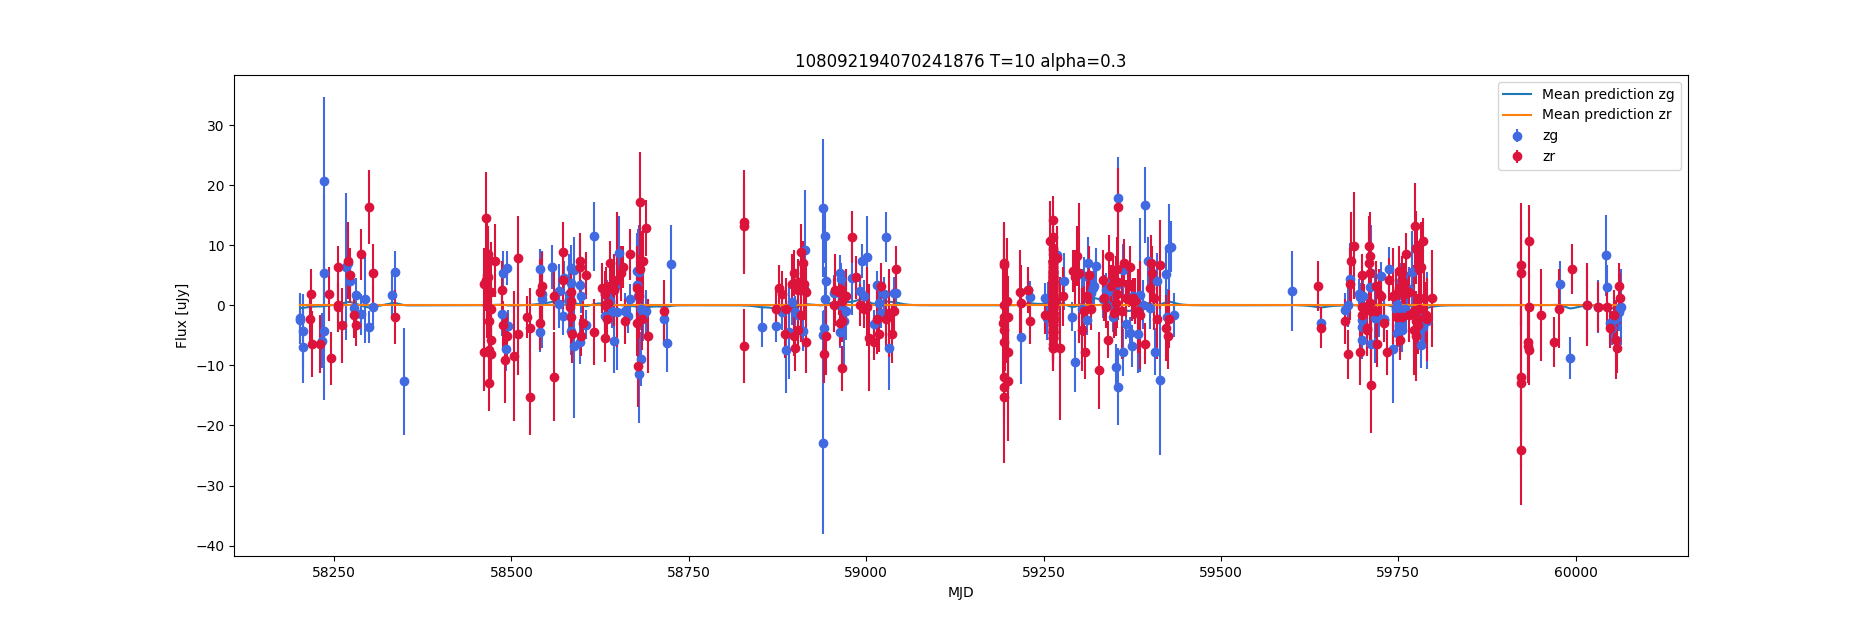 108092194070241876 T=10 alpha=0.3
Mean prediction zg
Mean prediction zr
zg
zr
Flux [uJy]
30
20
10
0
−10
−20
−30
−40
58250 58500 58750 59000 59250 59500 59750 60000
MJD